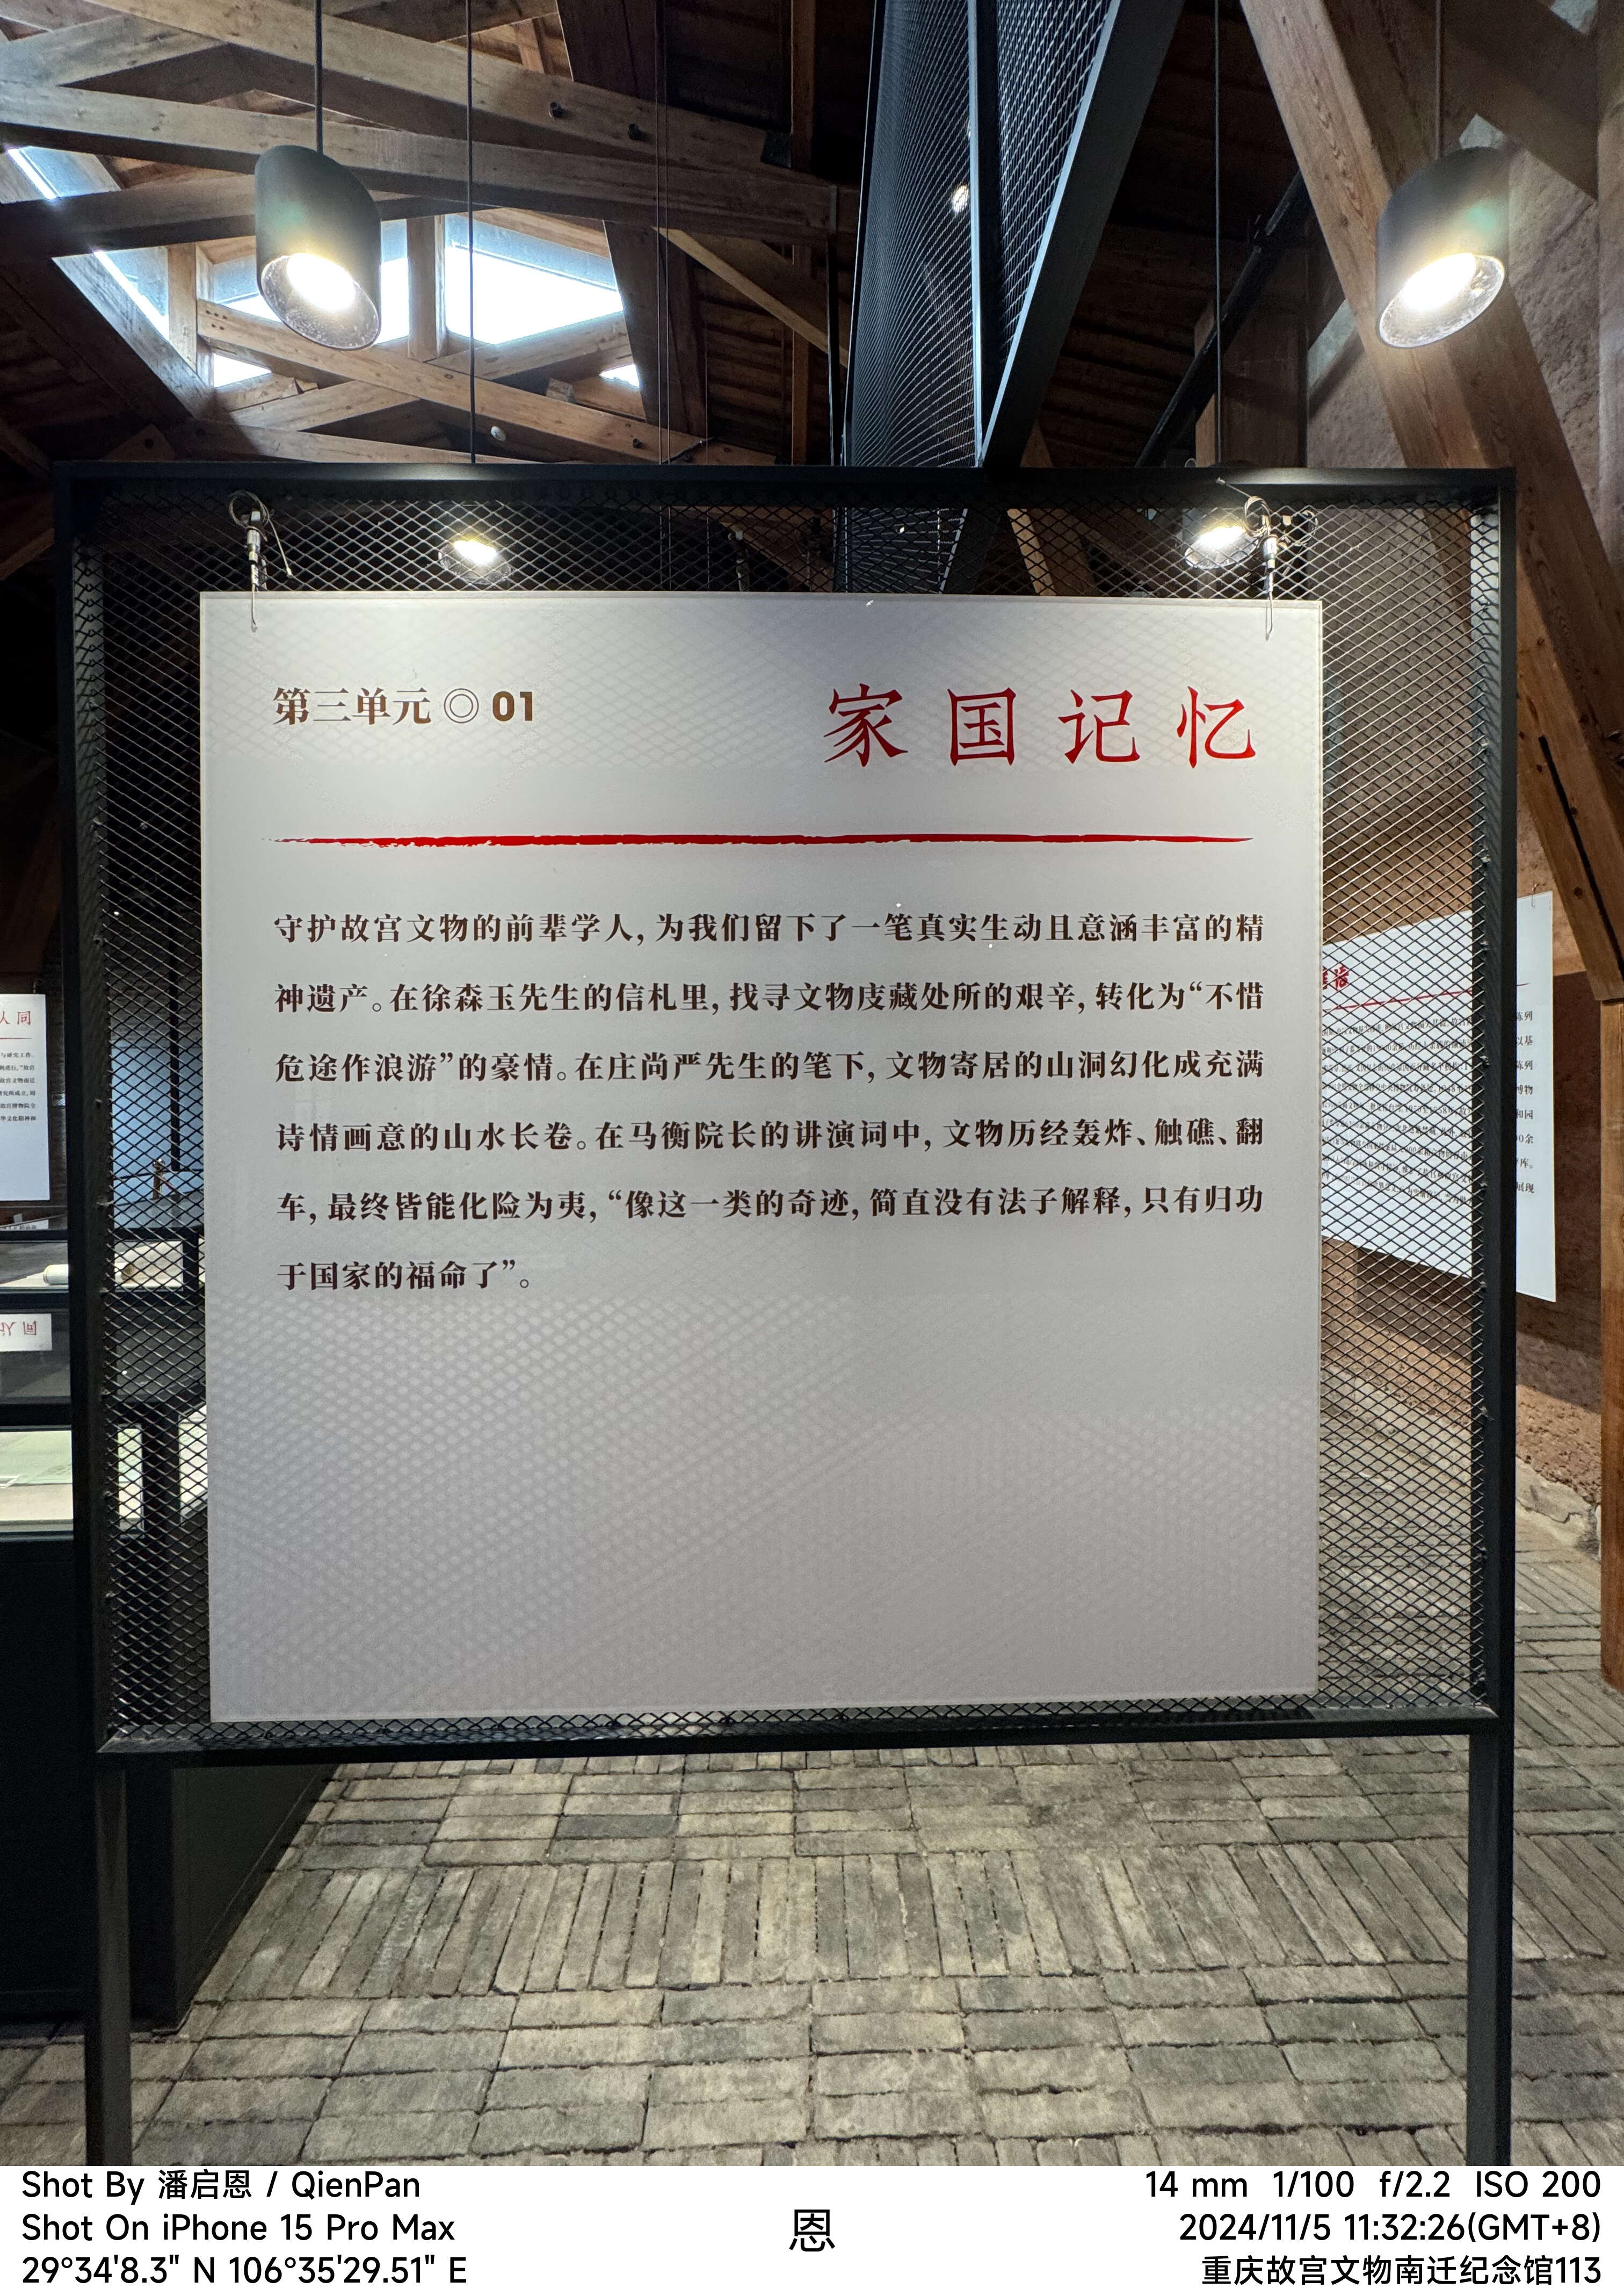 第三单元◎01
家国记忆
守护故宫文物的前辈学人，为我们留下了一笔真实生动且意涵丰富的精
神遗产。在徐森玉先生的信札里，找寻文物庋藏处所的艰辛，转化为“不惜
危途作浪游”的豪情。在庄尚严先生的笔下，文物寄居的山洞幻化成充满
诗情画意的山水长卷。在马衡院长的讲演词中，文物历经轰炸、触礁、翻
车，最终皆能化险为夷，“像这一类的奇迹，简直没有法子解释，只有归功
于国家的福命了”。
Shot By 潘启恩 / QienPan
Shot On iPhone 15 Pro Max
29°34'8.3" N 106°35'29.51" E
恩
14 mm 1/100 f/2.2 ISO 200
2024/11/5 11:32:26(GMT+8)
重庆故宫文物南迁纪念馆113